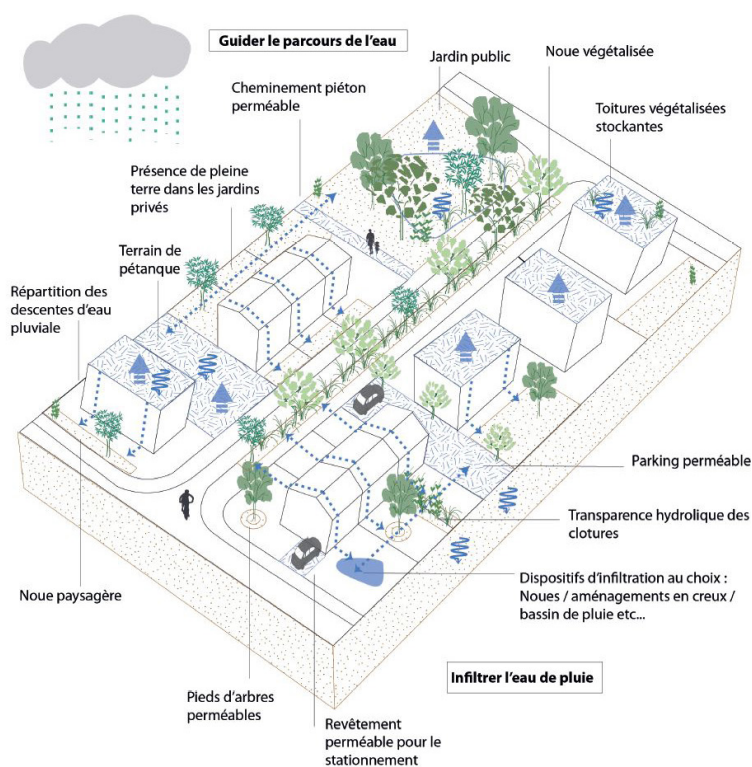 Guider le parcours de l'eau
Jardin public
Noue végétalisée
Cheminement piéton
perméable
Toitures végétalisées
stockantes
Présence de pleine
terre dans les jardins
privés
Terrain de
pétanque
Répartition des
descentes d'eau
pluviale
Parking perméable
Transparence hydrolique des
clotures
Dispositifs d'infiltration au choix :
Noues / aménagements en creux /
bassin de pluie etc...
Noue paysagère
Infiltrer l'eau de pluie
Pieds d'arbres
perméables
Revêtement
perméable pour le
stationnement